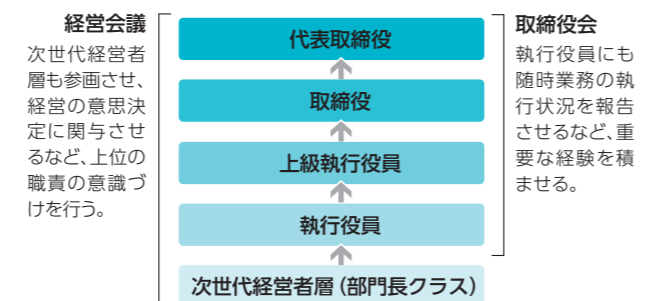 経営会議
次世代経営者
層も参画させ、
経営の意思決
定に関与させ
るなど、上位の
職責の意識づ
けを行う。
代表取締役
取締役
上級執行役員
執行役員
次世代経営者層（部門長クラス）
取締役会
執行役員にも
随時業務の執
行状況を報告
させるなど、重
要な経験を積
ませる。